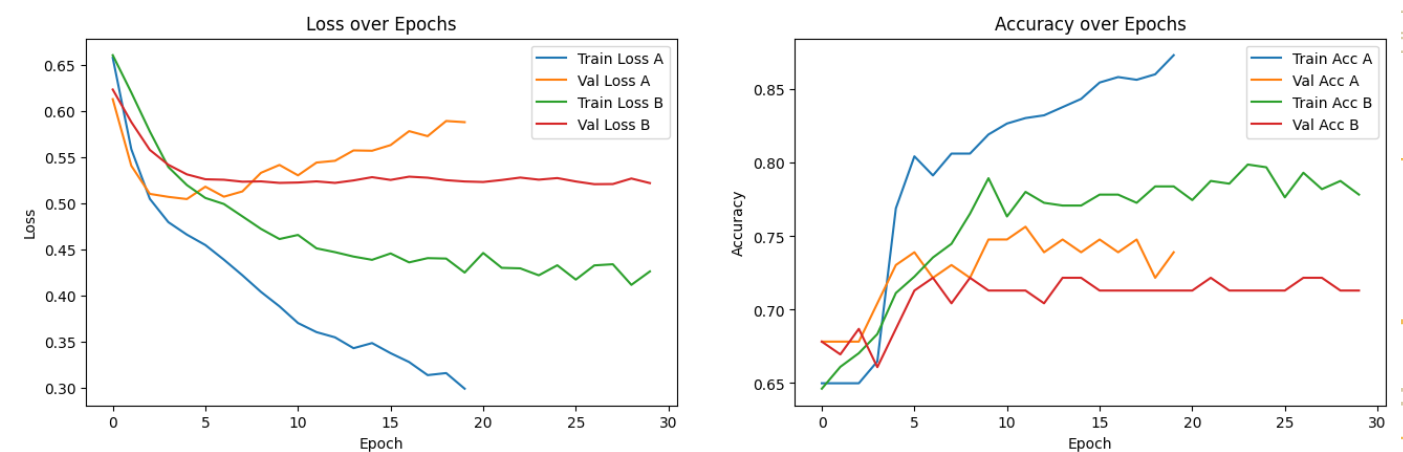 Loss over Epochs
Train Loss A
Val Loss A
Train Loss B
Val Loss B
Loss
0.65
0.60
0.55
0.50
0.45
0.40
0.35
0.30
0 5 10 15 20 25 30
Epoch
Accuracy over Epochs
Train Acc A
Val Acc A
Train Acc B
Val Acc B
Accuracy
0.85
0.80
0.75
0.70
0.65
0 5 10 15 20 25 30
Epoch